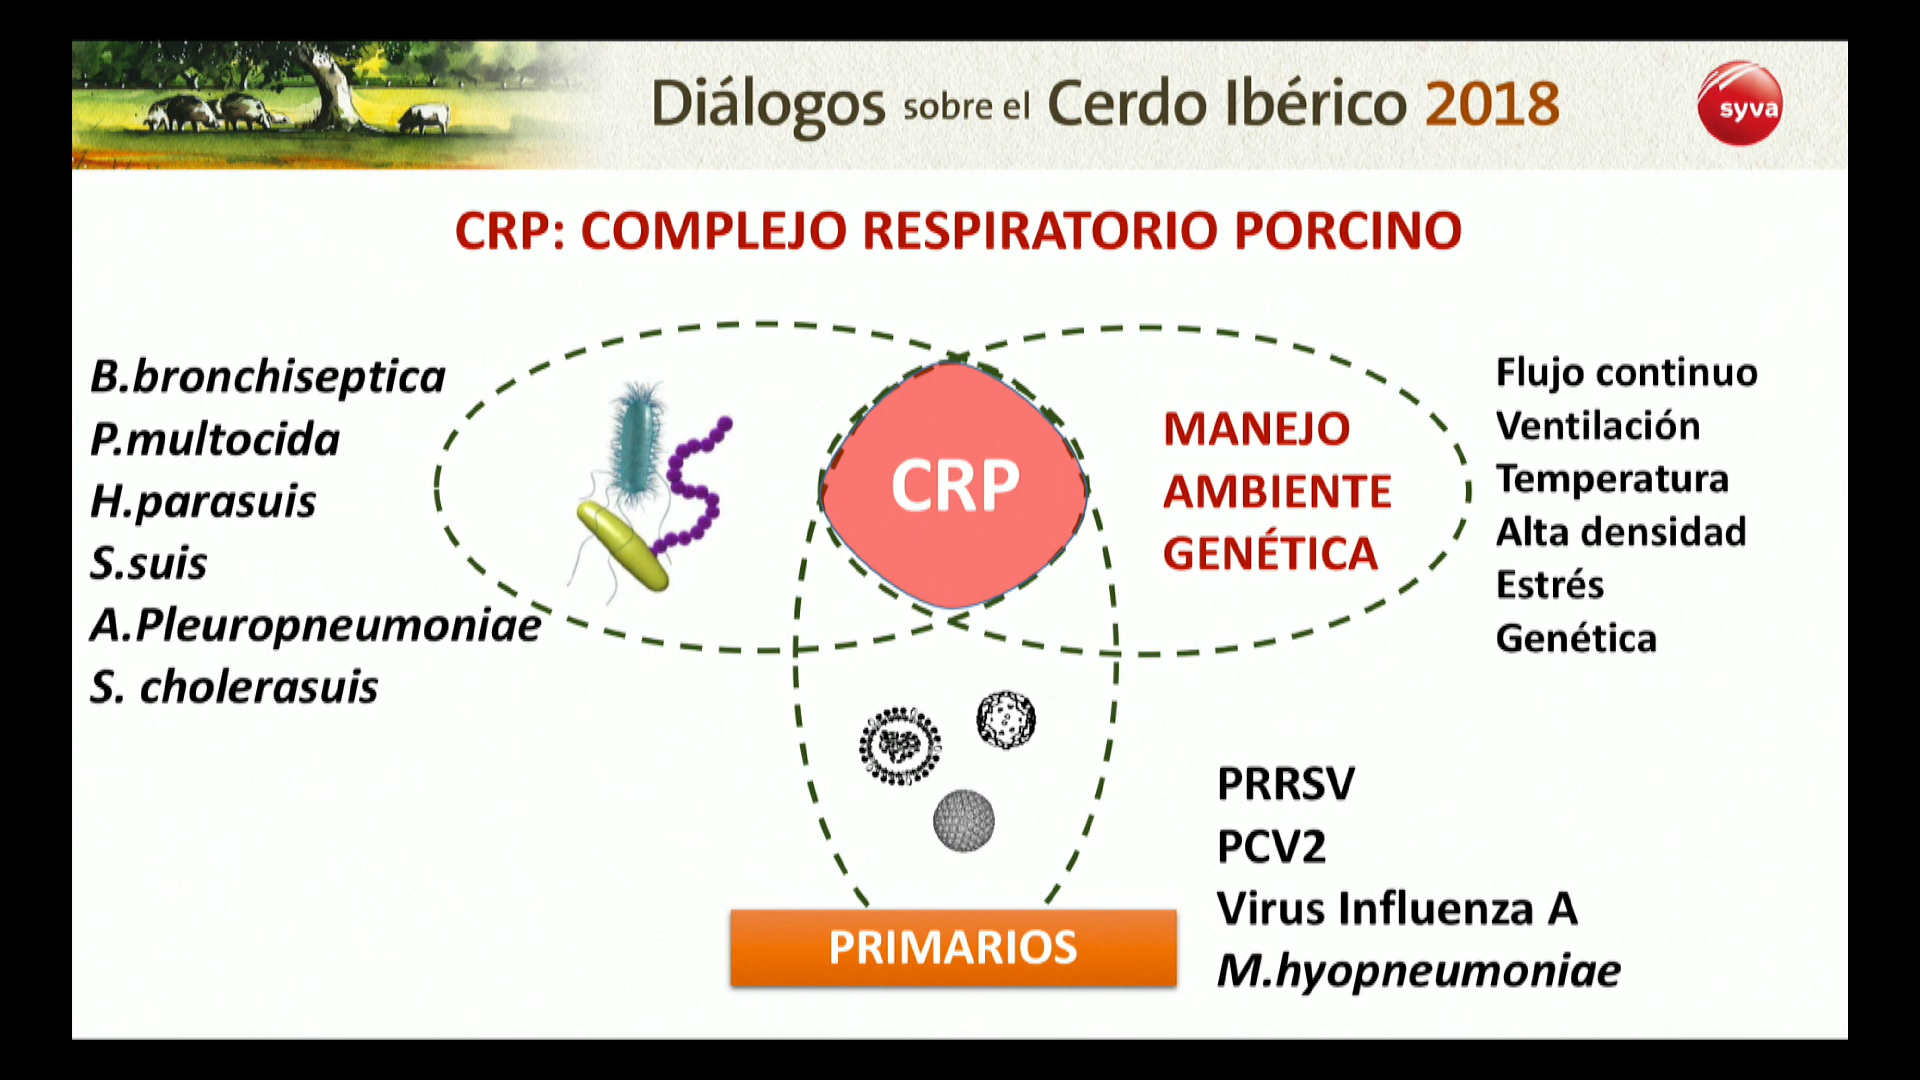 Diálogos sobre el Cerdo Ibérico 2018
syva
CRP: COMPLEJO RESPIRATORIO PORCINO
B.bronchiseptica
P.multocida
H.parasuis
S.suis
A.Pleuropneumoniae
S. cholerasuis
CRP
MANEJO
AMBIENTE
GENÉTICA
Flujo continuo
Ventilación
Temperatura
Alta densidad
Estrés
Genética
PRIMARIOS
PRRSV
PCV2
Virus Influenza A
M.hyopneumoniae